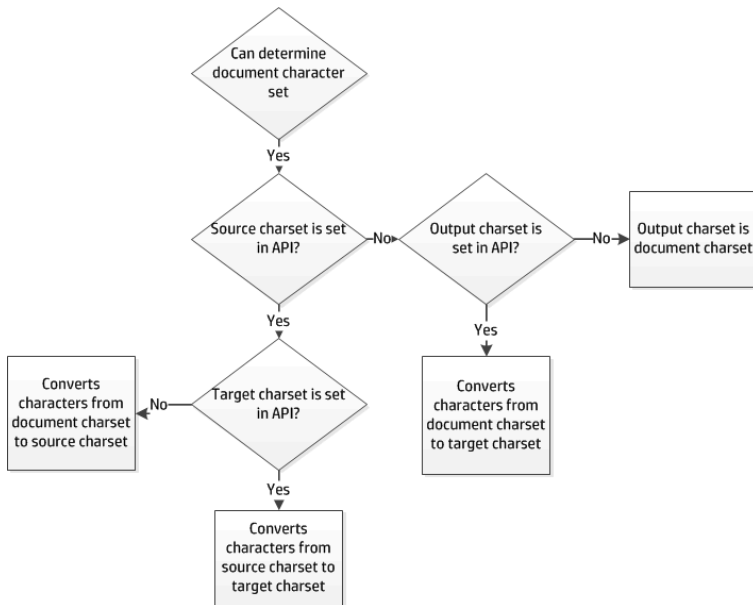 Can determine
document character
set
Yes
Source charset is set
in API?
No
Output charset is
set in API?
No
Output charset is
document charset
Yes
Yes
Converts
characters from
document charset
to source charset
No
Target charset is set
in API?
Converts
characters from
document charset
to target charset
Yes
Converts
characters from
source charset to
target charset